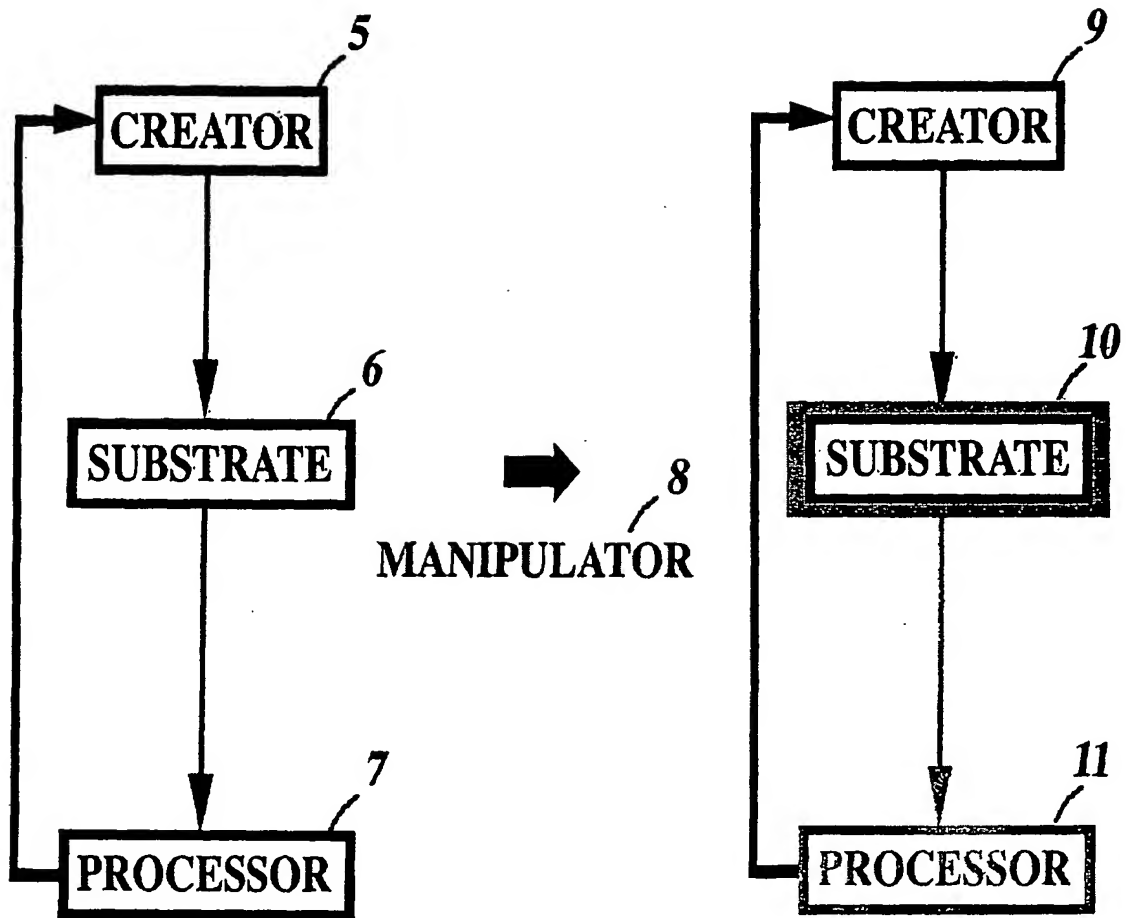 5
CREATOR
6
SUBSTRATE
7
PROCESSOR
8
MANIPULATOR
9
CREATOR
10
SUBSTRATE
11
PROCESSOR